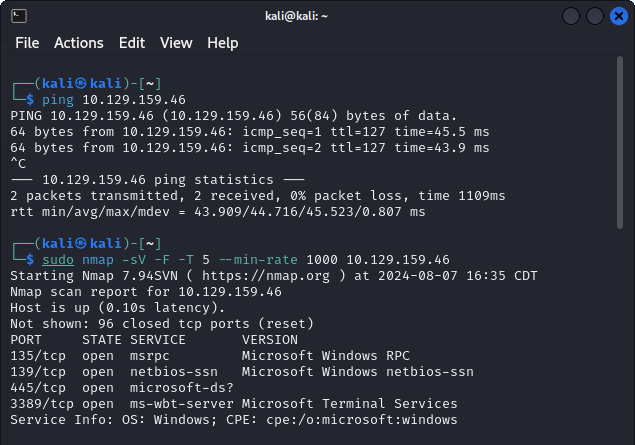 kali@kali: ~
File Actions Edit View Help
┌──(kali㉿kali)-[~]
└─$ ping 10.129.159.46
PING 10.129.159.46 (10.129.159.46) 56(84) bytes of data.
64 bytes from 10.129.159.46: icmp_seq=1 ttl=127 time=45.5 ms
64 bytes from 10.129.159.46: icmp_seq=2 ttl=127 time=43.9 ms
^C
--- 10.129.159.46 ping statistics ---
2 packets transmitted, 2 received, 0% packet loss, time 1109ms
rtt min/avg/max/mdev = 43.909/44.716/45.523/0.807 ms
┌──(kali㉿kali)-[~]
└─$ sudo nmap -sV -F -T 5 --min-rate 1000 10.129.159.46
Starting Nmap 7.94SVN ( https://nmap.org ) at 2024-08-07 16:35 CDT
Nmap scan report for 10.129.159.46
Host is up (0.10s latency).
Not shown: 96 closed tcp ports (reset)
PORT     STATE SERVICE       VERSION
135/tcp  open  msrpc         Microsoft Windows RPC
139/tcp  open  netbios-ssn   Microsoft Windows netbios-ssn
445/tcp  open  microsoft-ds?
3389/tcp open  ms-wbt-server Microsoft Terminal Services
Service Info: OS: Windows; CPE: cpe:/o:microsoft:windows